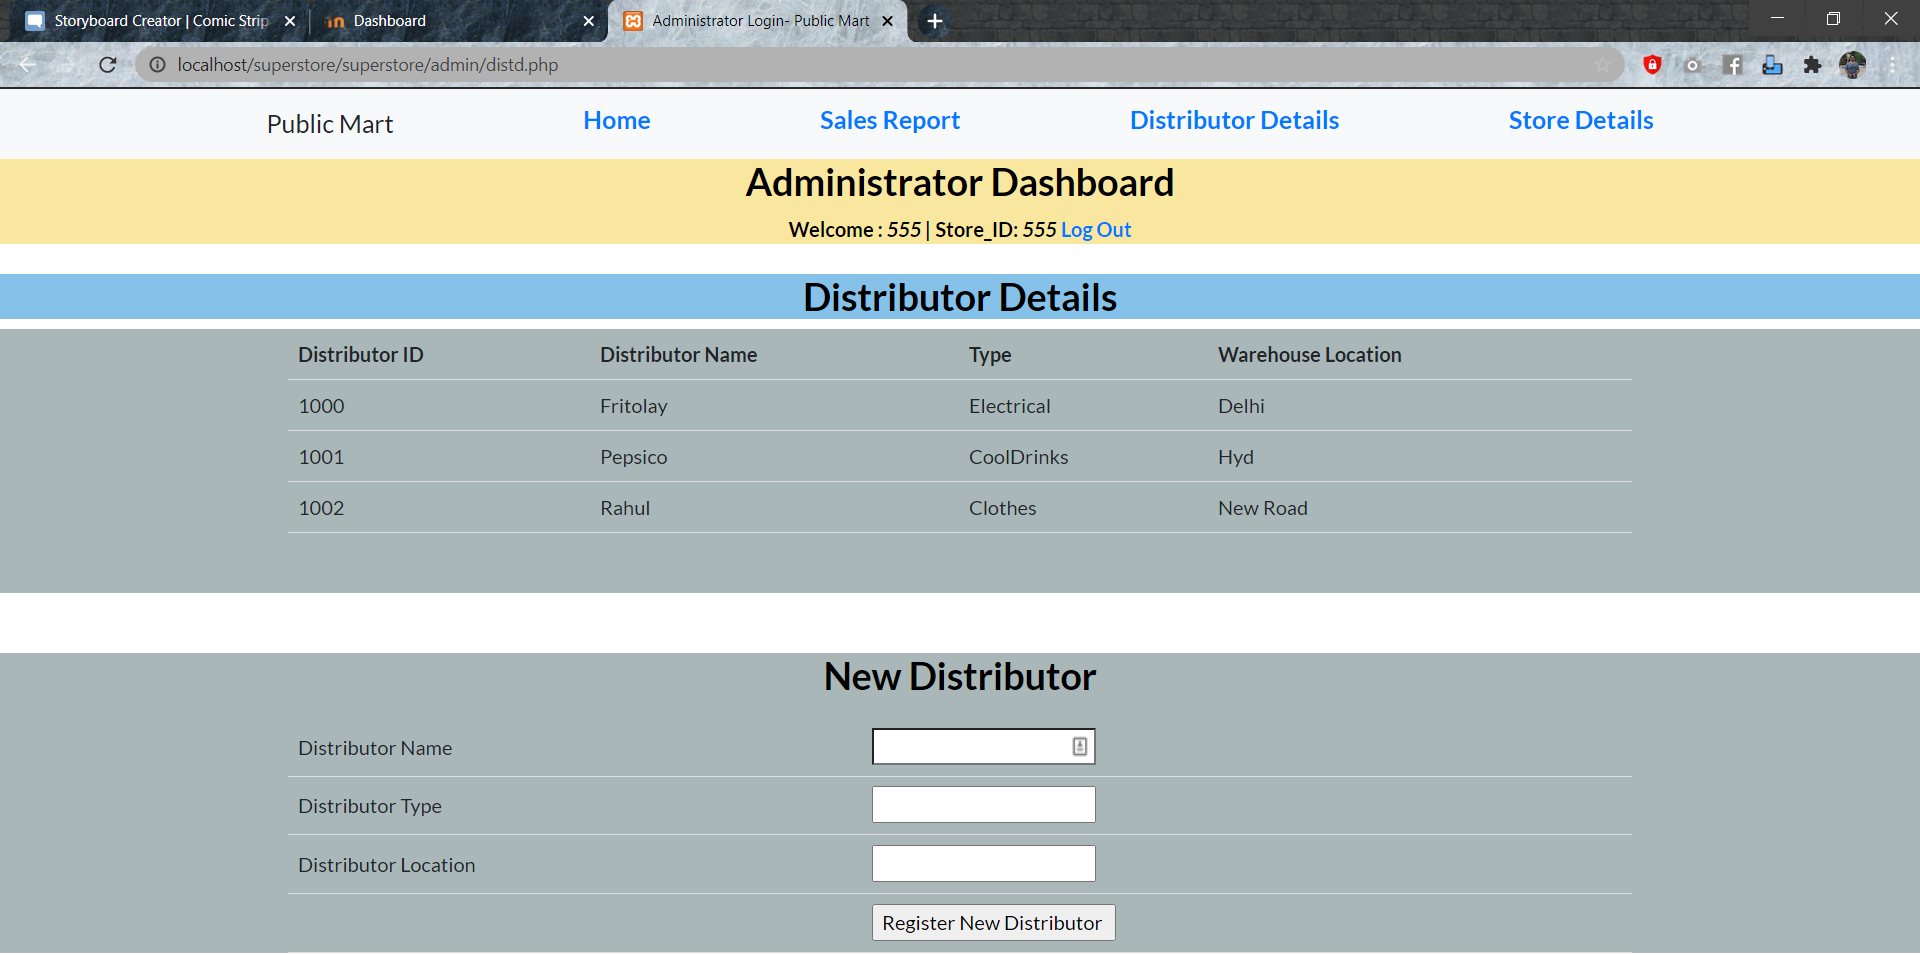 Storyboard Creator | Comic Strip
Dashboard
Administrator Login- Public Mart
localhost/superstore/superstore/admin/distd.php
Public Mart
Home
Sales Report
Distributor Details
Store Details
Administrator Dashboard
Welcome : 555 | Store_ID: 555 Log Out
Distributor Details
Distributor ID Distributor Name Type Warehouse Location
1000 Fritolay Electrical Delhi
1001 Pepsico CoolDrinks Hyd
1002 Rahul Clothes New Road
New Distributor
Distributor Name
Distributor Type
Distributor Location
Register New Distributor